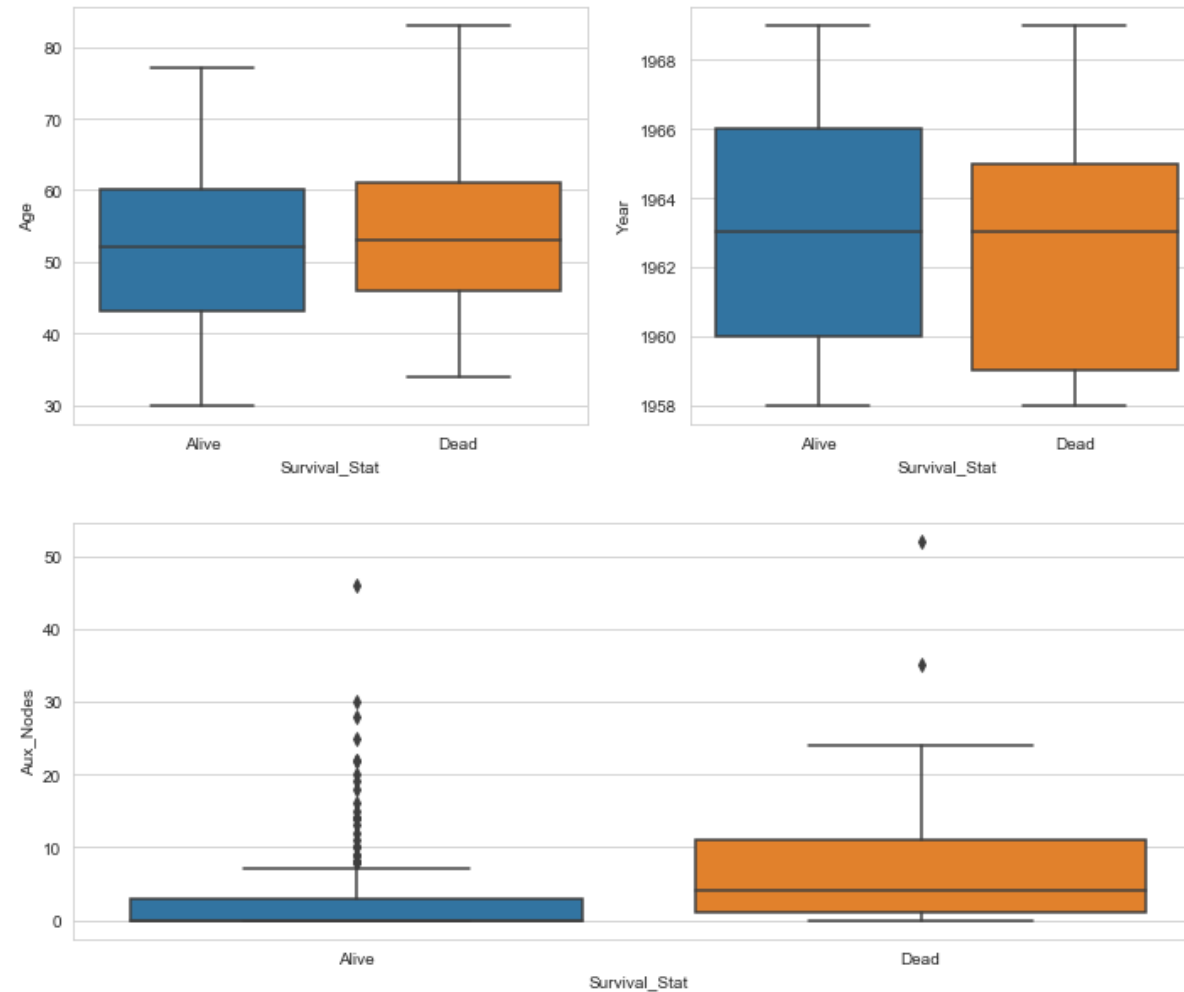 Age
80
70
60
50
40
30
Alive Dead
Survival_Stat
Year
1968
1966
1964
1962
1960
1958
Alive Dead
Survival_Stat
Aux_Nodes
50
40
30
20
10
0
Alive Dead
Survival_Stat